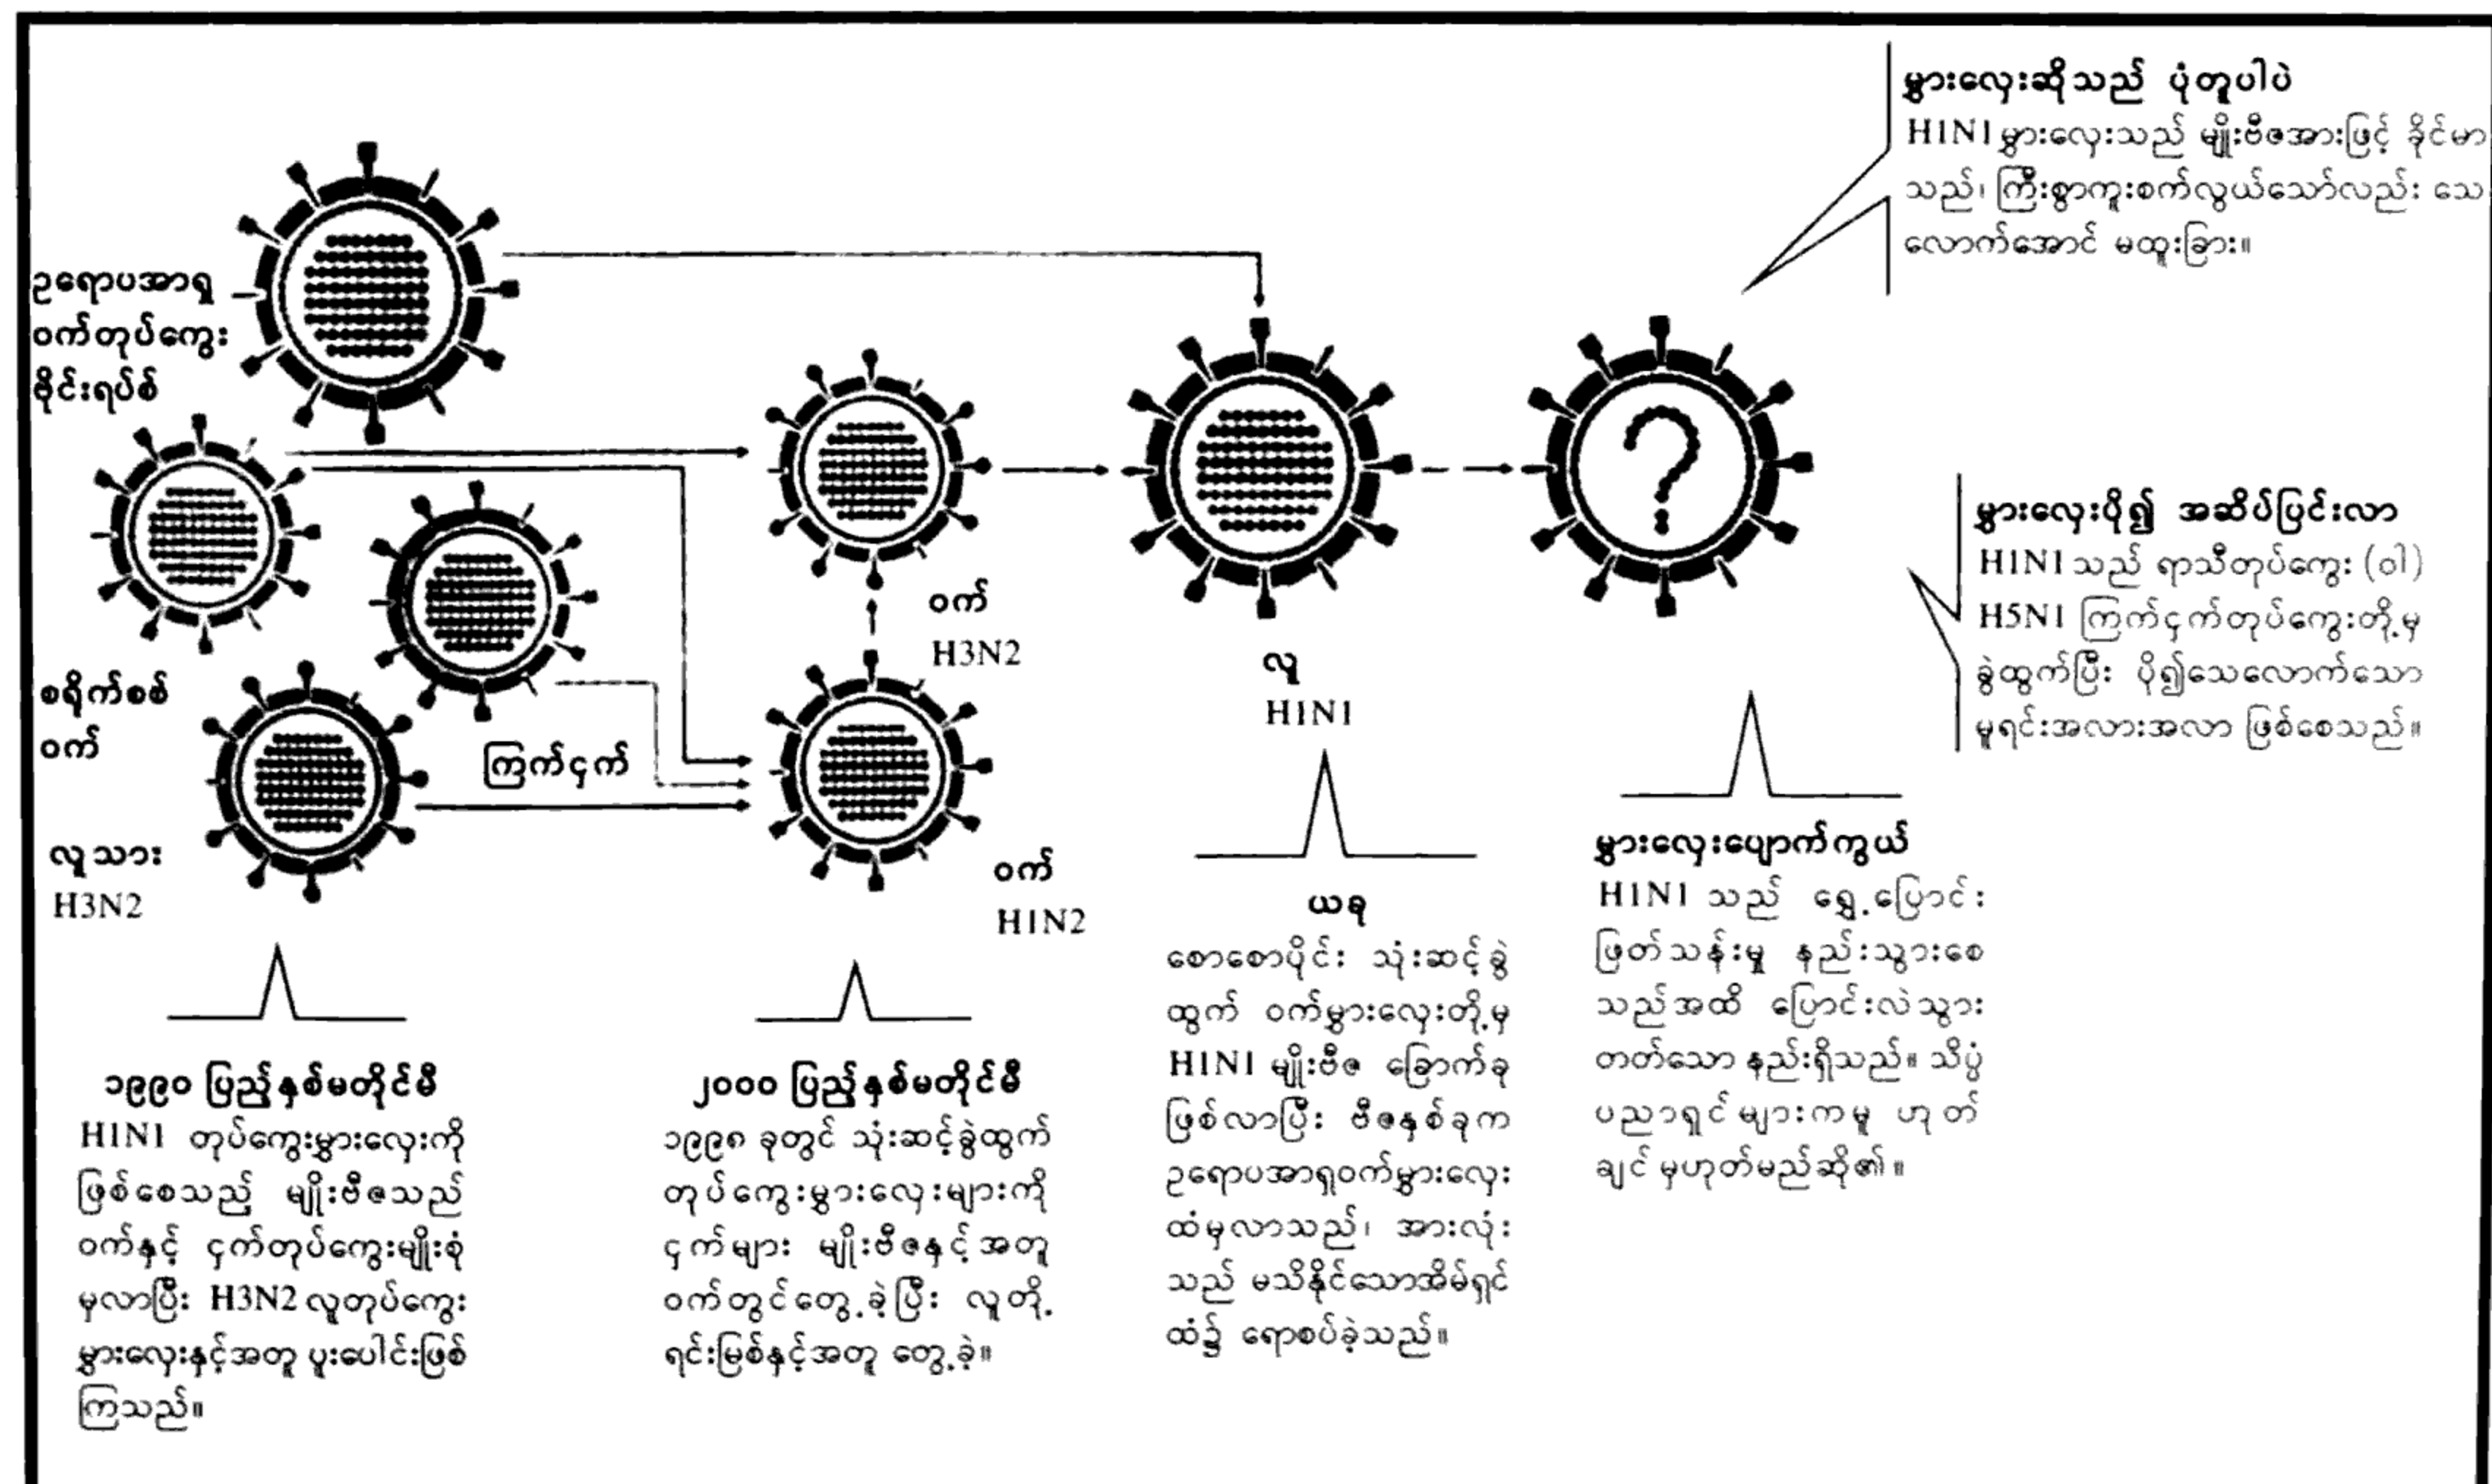 မွှားလှေးဆိုသည် ပုံတူပါပဲ
H1N1 မွှားလှေးသည် မျိုးဗီဇအားဖြင့် ခိုင်မာ
သည်၊ ကြီးစွာကူးစက်လွယ်သော်လည်း သေ
လောက်အောင် မထူးခြား။
ဥရောပအာရှ
ဝက်တုပ်ကွေး
ဗိုင်းရပ်စ်
မွှားလှေးပို၍ အဆိပ်ပြင်းလာ
H1N1 သည် ရာသီတုပ်ကွေး (ဝါ)
H5N1 ကြက်ငှက်တုပ်ကွေးတို့မှ
ခွဲထွက်ပြီး ပို၍သေလောက်သော
မူရင်းအလားအလာ ဖြစ်စေသည်။
စရိုက်စစ်
ဝက်
ကြက်ငှက်
လူသား
H3N2
ဝက်
H3N2
ဝက်
H1N2
လူ
H1N1
၁၉၉၀ ပြည့်နှစ်မတိုင်မီ
H1N1 တုပ်ကွေးမွှားလှေးကို
ဖြစ်စေသည့် မျိုးဗီဇသည်
ဝက်နှင့် ငှက်တုပ်ကွေးမျိုးစုံ
မှလာပြီး H3N2 လူတုပ်ကွေး
မွှားလှေးနှင့်အတူ ပူးပေါင်းဖြစ်
ကြသည်။
၂၀၀၀ ပြည့်နှစ်မတိုင်မီ
၁၉၉၈ ခုတွင် သုံးဆင့်ခွဲထွက်
တုပ်ကွေးမွှားလှေးများကို
ငှက်များ မျိုးဗီဇနှင့်အတူ
ဝက်တွင်တွေ့ခဲ့ပြီး လူတို့
ရင်းမြစ်နှင့်အတူ တွေ့ခဲ့။
ယခု
စောစောပိုင်း သုံးဆင့်ခွဲ
ထွက် ဝက်မွှားလှေးတို့မှ
H1N1 မျိုးဗီဇ ခြောက်ခု
ဖြစ်လာပြီး ဗီဇနှစ်ခုက
ဥရောပအာရှဝက်မွှားလှေး
ထံမှလာသည်၊ အားလုံး
သည် မသိနိုင်သောအိမ်ရှင်
ထံ၌ ရောစပ်ခဲ့သည်။
မွှားလှေးပျောက်ကွယ်
H1N1 သည် ရွှေ့ပြောင်း
ဖြတ်သန်းမှု နည်းသွားစေ
သည်အထိ ပြောင်းလဲသွား
တတ်သော နည်းရှိသည်။ သိပ္ပံ
ပညာရှင်များကမူ ဟုတ်
ချင်မှဟုတ်မည်ဆို၏။